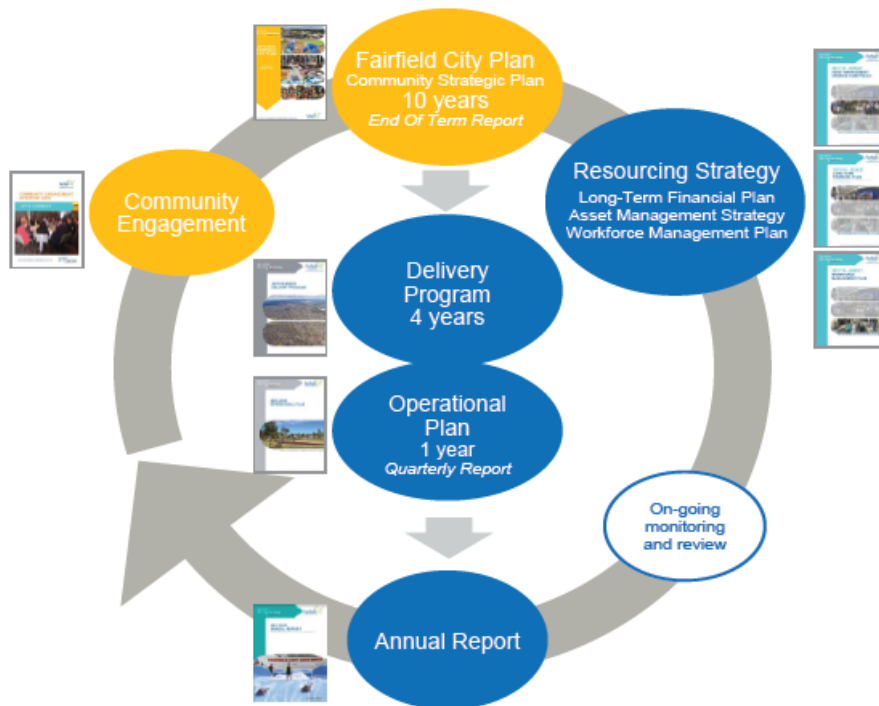 Fairfield City Plan
Community Strategic Plan
10 years
End Of Term Report
Resourcing Strategy
Long-Term Financial Plan
Asset Management Strategy
Workforce Management Plan
Community
Engagement
Delivery
Program
4 years
Operational
Plan
1 year
Quarterly Report
On-going
monitoring
and review
Annual Report